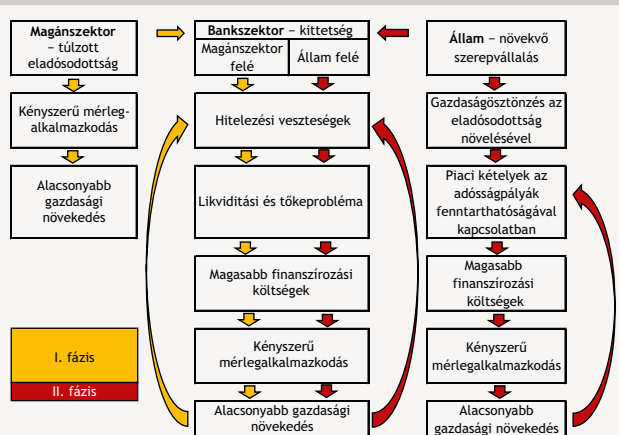 Magánszektor
– túlzott
eladósodottság
Kényszerű mérleg-
alkalmazkodás
Alacsonyabb
gazdasági
növekedés
I. fázis
II. fázis
Bankszektor – kittetség
Magánszektor
felé
Állam felé
Hitelezési veszteségek
Likviditási és tőkeprobléma
Magasabb finanszírozási
költségek
Kényszerű
mérlegalkalmazkodás
Alacsonyabb gazdasági
növekedés
Állam – növekvő
szerepvállalás
Gazdaságösztönzés az
eladósodottság
növelésével
Piaci kételyek az
adósságpályák
fenntarthatóságával
kapcsolatban
Magasabb
finanszírozási
költségek
Kényszerű
mérlegalkalmazkodás
Alacsonyabb
gazdasági növekedés